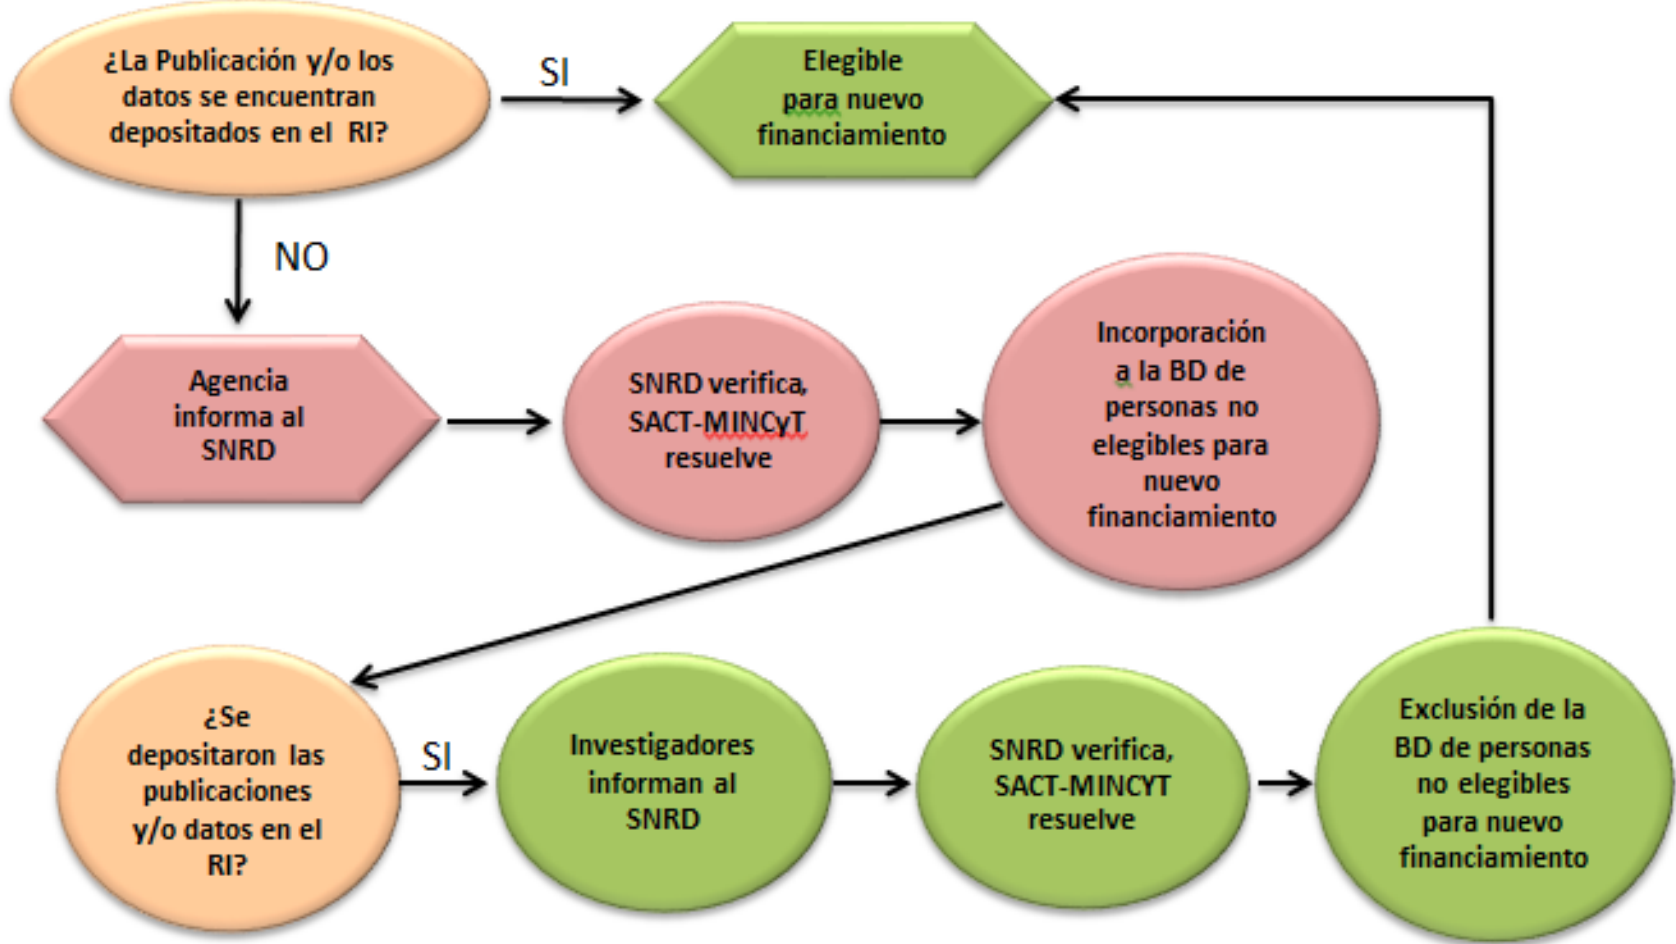 ¿La Publicación y/o los
datos se encuentran
depositados en el RI?
SI
Elegible
para nuevo
financiamiento
NO
Agencia
informa al
SNRD
SNRD verifica,
SACT-MINCyT
resuelve
Incorporación
a la BD de
personas no
elegibles para
nuevo
financiamiento
¿Se
depositaron las
publicaciones
y/o datos en el
RI?
SI
Investigadores
informan al
SNRD
SNRD verifica,
SACT-MINCYT
resuelve
Exclusión de la
BD de personas
no elegibles
para nuevo
financiamiento